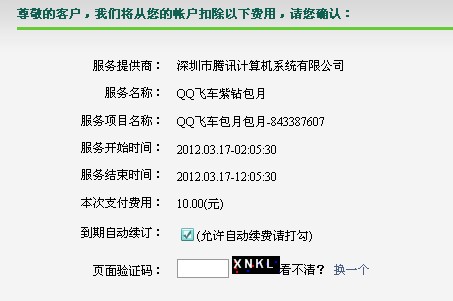 尊敬的客户，我们将从您的帐户扣除以下费用，请您确认：
服务提供商： 深圳市腾讯计算机系统有限公司
服务名称： QQ飞车紫钻包月
服务项目名称： QQ飞车包月包月-843387607
服务开始时间： 2012.03.17-02:05:30
服务结束时间： 2012.03.17-12:05:30
本次支付费用： 10.00(元)
到期自动续订： (允许自动续费请打勾)
页面验证码： XNKL 看不清？ 换一个